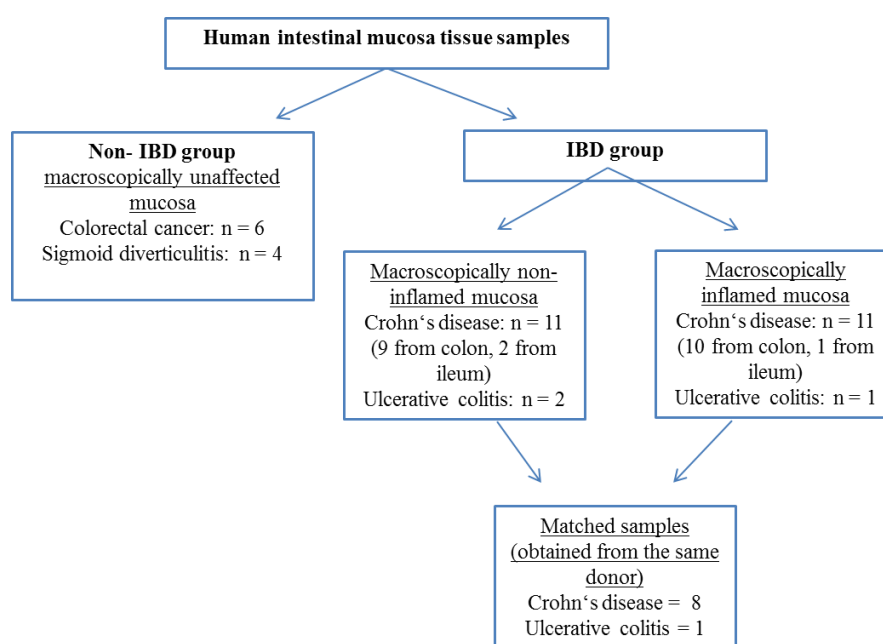 Human intestinal mucosa tissue samples
Non- IBD group
macroscopically unaffected
mucosa
Colorectal cancer: n = 6
Sigmoid diverticulitis: n = 4
IBD group
Macroscopically non-
inflamed mucosa
Crohn‘s disease: n = 11
(9 from colon, 2 from
ileum)
Ulcerative colitis: n = 2
Macroscopically
inflamed mucosa
Crohn‘s disease: n = 11
(10 from colon, 1 from
ileum)
Ulcerative colitis: n = 1
Matched samples
(obtained from the same
donor)
Crohn‘s disease = 8
Ulcerative colitis = 1